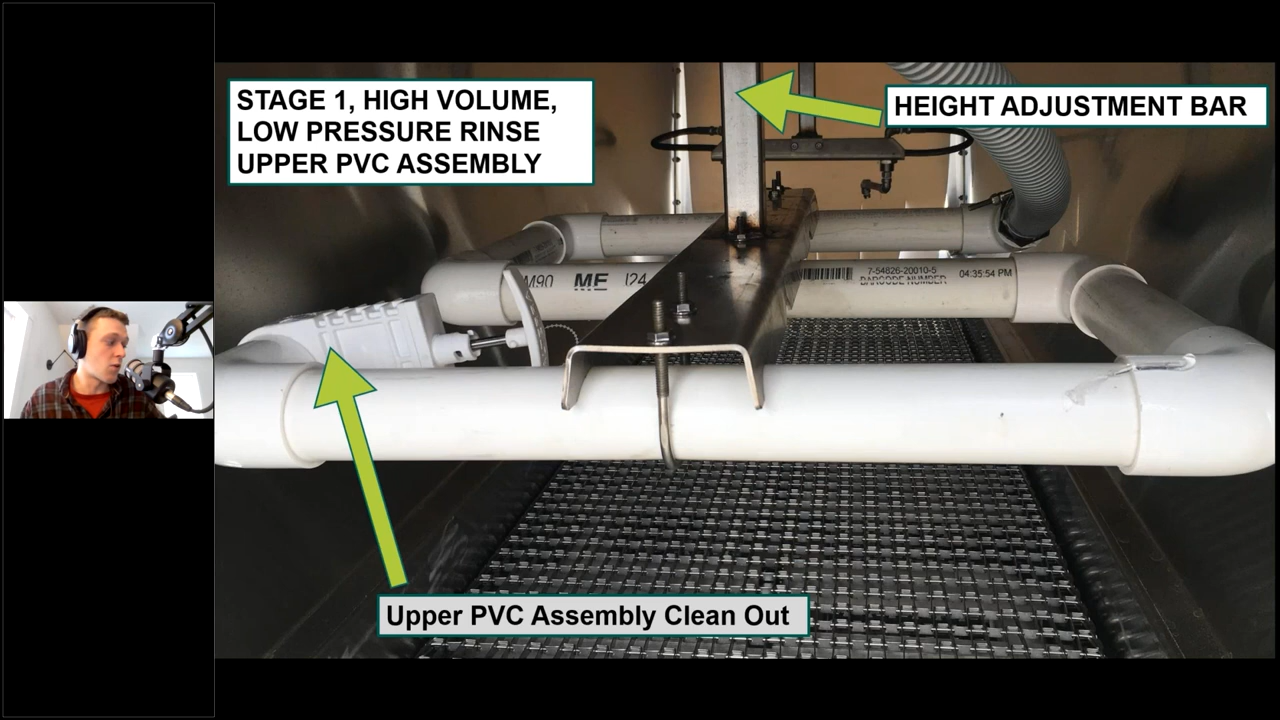 STAGE 1, HIGH VOLUME,
LOW PRESSURE RINSE
UPPER PVC ASSEMBLY
HEIGHT ADJUSTMENT BAR
M90 ME 124
7-54826-20010-5
BARCODE NUMBER
04:35:54 PM
Upper PVC Assembly Clean Out